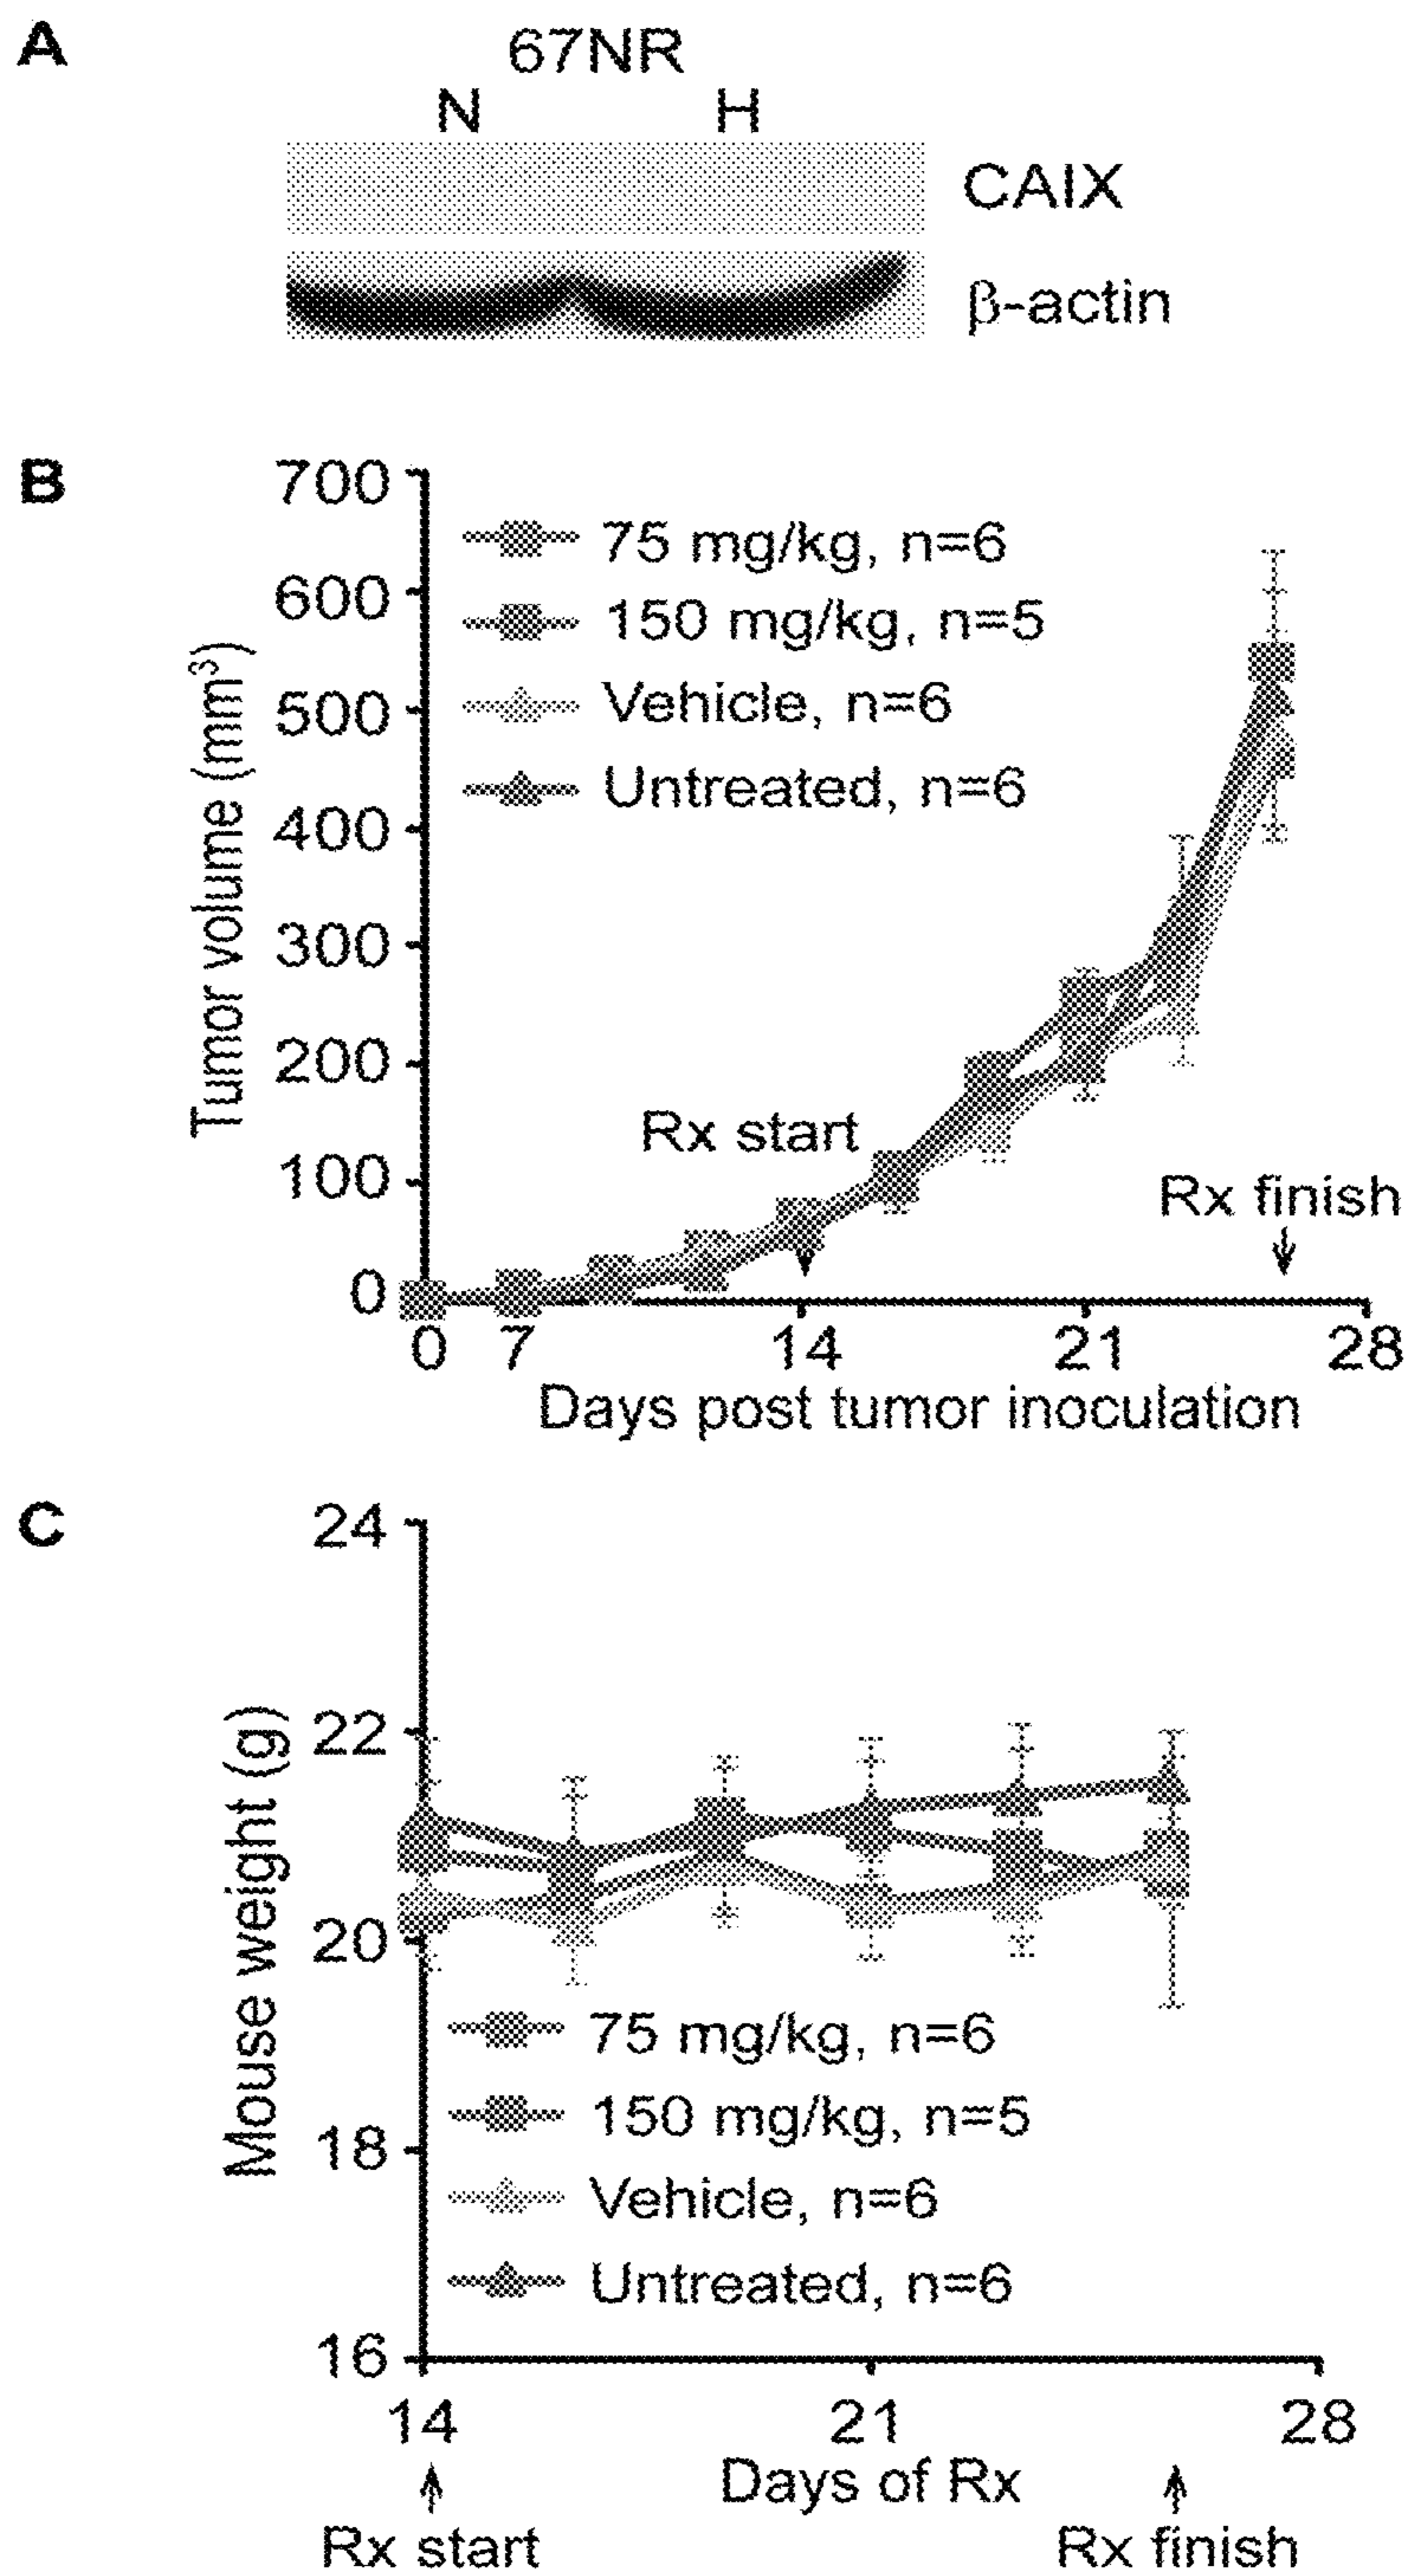 A
67NR
N H
CAIX
β-actin
B
700
600
500
400
300
200
100
0
Tumor volume (mm³)
75 mg/kg, n=6
150 mg/kg, n=5
Vehicle, n=6
Untreated, n=6
Rx start
Rx finish
0 7 14 21 28
Days post tumor inoculation
C
24
22
20
18
16
Mouse weight (g)
75 mg/kg, n=6
150 mg/kg, n=5
Vehicle, n=6
Untreated, n=6
14 21 28
Days of Rx
Rx start
Rx finish